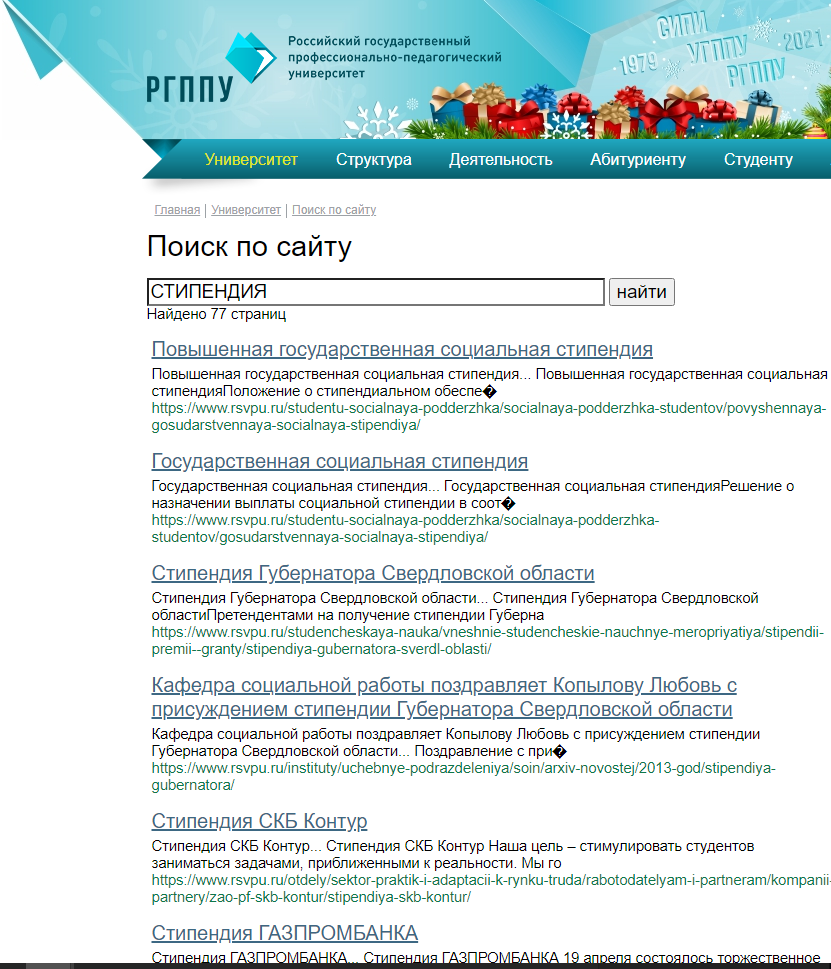 СИПИ
1979 УГППУ 2021
РГППУ
РГППУ
Российский государственный
профессионально-педагогический
университет
Университет Структура Деятельность Абитуриенту Студенту
Главная | Университет | Поиск по сайту
Поиск по сайту
СТИПЕНДИЯ найти
Найдено 77 страниц
Повышенная государственная социальная стипендия
Повышенная государственная социальная стипендия... Повышенная государственная социальная
стипендияПоложение о стипендиальном обеспе�
https://www.rsvpu.ru/studentu-socialnaya-podderzhka/socialnaya-podderzhka-studentov/povyshennaya-
gosudarstvennaya-socialnaya-stipendiya/
Государственная социальная стипендия
Государственная социальная стипендия... Государственная социальная стипендияРешение о
назначении выплаты социальной стипендии в соот�
https://www.rsvpu.ru/studentu-socialnaya-podderzhka/socialnaya-podderzhka-
studentov/gosudarstvennaya-socialnaya-stipendiya/
Стипендия Губернатора Свердловской области
Стипендия Губернатора Свердловской области... Стипендия Губернатора Свердловской
областиПретендентами на получение стипендии Губерна
https://www.rsvpu.ru/studencheskaya-nauka/vneshnie-studencheskie-nauchnye-meropriyatiya/stipendii-
premii--granty/stipendiya-gubernatora-sverdl-oblasti/
Кафедра социальной работы поздравляет Копылову Любовь с
присуждением стипендии Губернатора Свердловской области
Кафедра социальной работы поздравляет Копылову Любовь с присуждением стипендии
Губернатора Свердловской области... Поздравление с при�
https://www.rsvpu.ru/instituty/uchebnye-podrazdeleniya/soin/arxiv-novostej/2013-god/stipendiya-
gubernatora/
Стипендия СКБ Контур
Стипендия СКБ Контур... Стипендия СКБ Контур Наша цель – стимулировать студентов
заниматься задачами, приближенными к реальности. Мы го
https://www.rsvpu.ru/otdely/sektor-praktik-i-adaptacii-k-rynku-truda/rabotodatelyam-i-partneram/kompanii-
partnery/zao-pf-skb-kontur/stipendiya-skb-kontur/
Стипендия ГАЗПРОМБАНКА
Стипендия ГАЗПРОМБАНКА... Стипендия ГАЗПРОМБАНКА 19 апреля состоялось торжественное